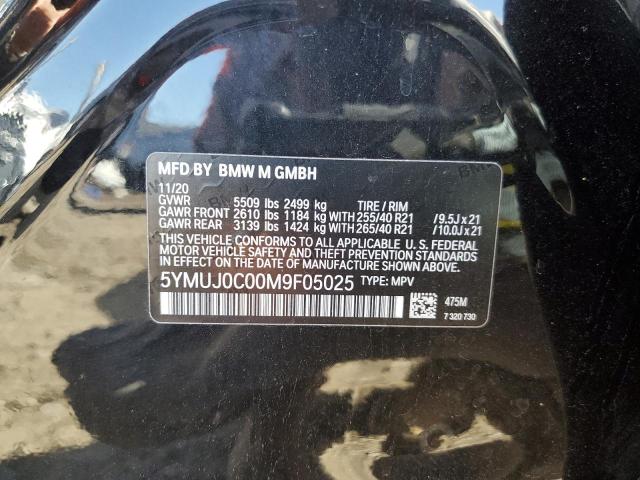 MFD BY BMW M GMBH
11/20
GVWR 5509 lbs 2499 kg TIRE / RIM
GAWR FRONT 2610 lbs 1184 kg WITH 255/40 R21 /9.5J x 21
GAWR REAR 3139 lbs 1424 kg WITH 265/40 R21 /10.0J x 21
THIS VEHICLE CONFORMS TO ALL APPLICABLE U. S. FEDERAL
MOTOR VEHICLE SAFETY AND THEFT PREVENTION STANDARDS
IN EFFECT ON THE DATE OF MANUFACTURE SHOWN ABOVE.
5YMUJ0C00M9F05025 TYPE: MPV
475M
7 320 730